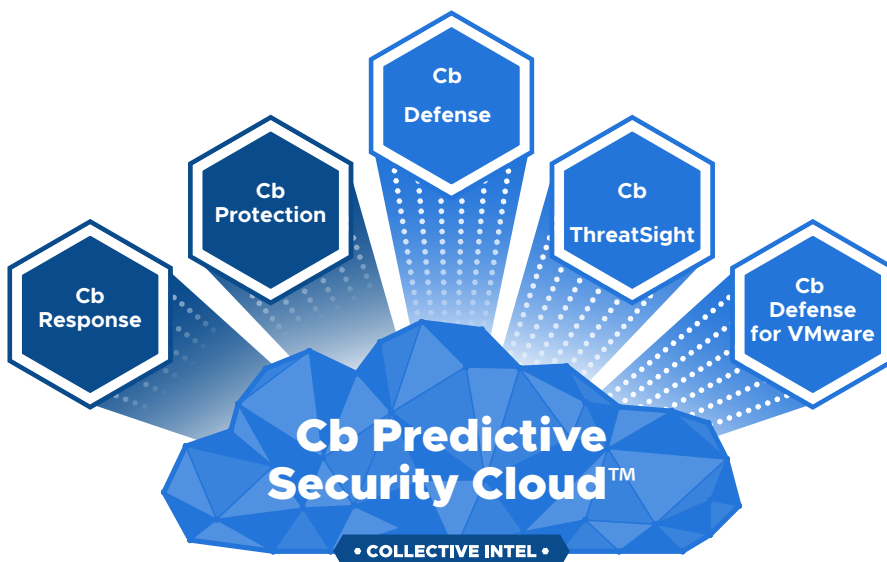 Cb
Defense
Cb
Protection
Cb
ThreatSight
Cb
Response
Cb
Defense
for VMware
Cb Predictive
Security Cloud™
• COLLECTIVE INTEL •